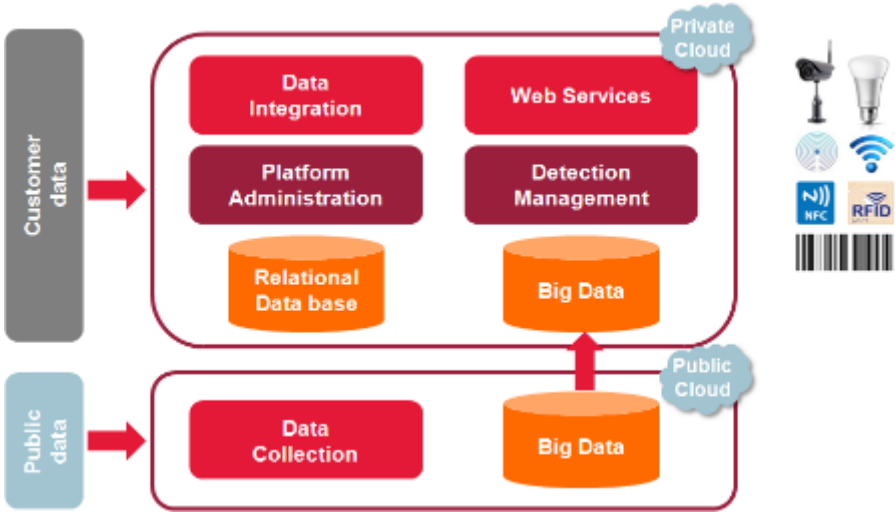 Private
Cloud
Data
Integration
Web Services
Customer
data
Platform
Administration
Detection
Management
NFC
RFID
Relational
Data base
Big Data
Public
Cloud
Public
data
Data
Collection
Big Data